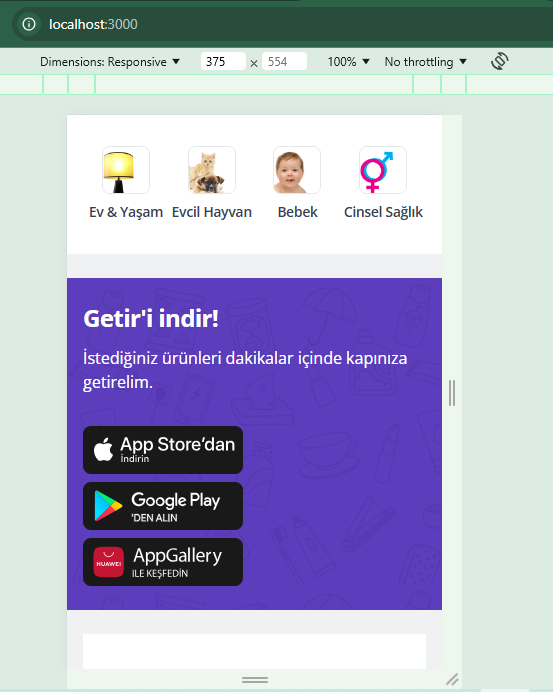 localhost:3000
Dimensions: Responsive ▼ 375 × 554 100% ▼ No throttling ▼
Ev & Yaşam Evcil Hayvan Bebek Cinsel Sağlık
Getir'i indir!
İstediğiniz ürünleri dakikalar içinde kapınıza
getirelim.
App Store’dan
İndirin
Google Play
'DEN ALIN
HUAWEI
AppGallery
ILE KEŞFEDİN